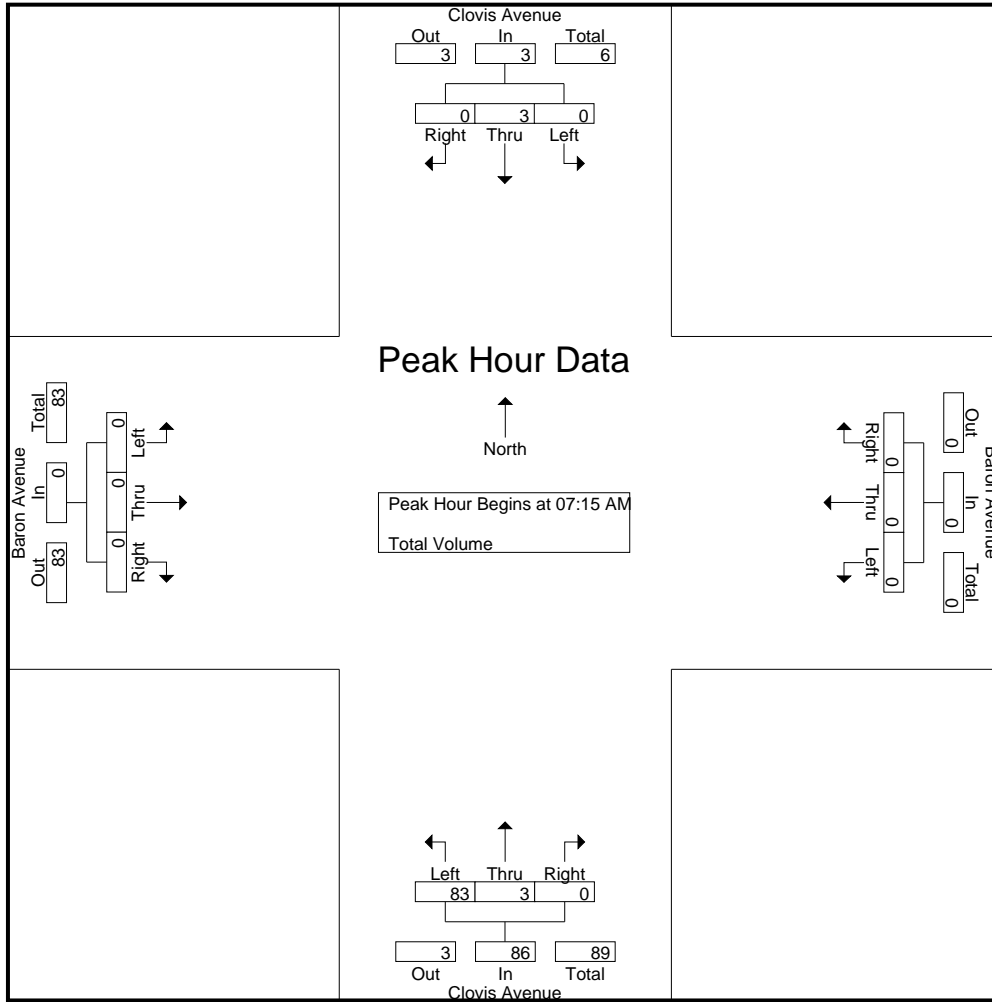 Clovis Avenue
Out In Total
3 3 6
0 3 0
Right Thru Left
Peak Hour Data
North
Peak Hour Begins at 07:15 AM
Total Volume
Baron Avenue
Total In Out
83 0 83
0 0 0
Left Thru Right
Baron Avenue
Out In Total
0 0 0
Right Thru Left
0 0 0
Left Thru Right
83 3 0
3 86 89
Out In Total
Clovis Avenue